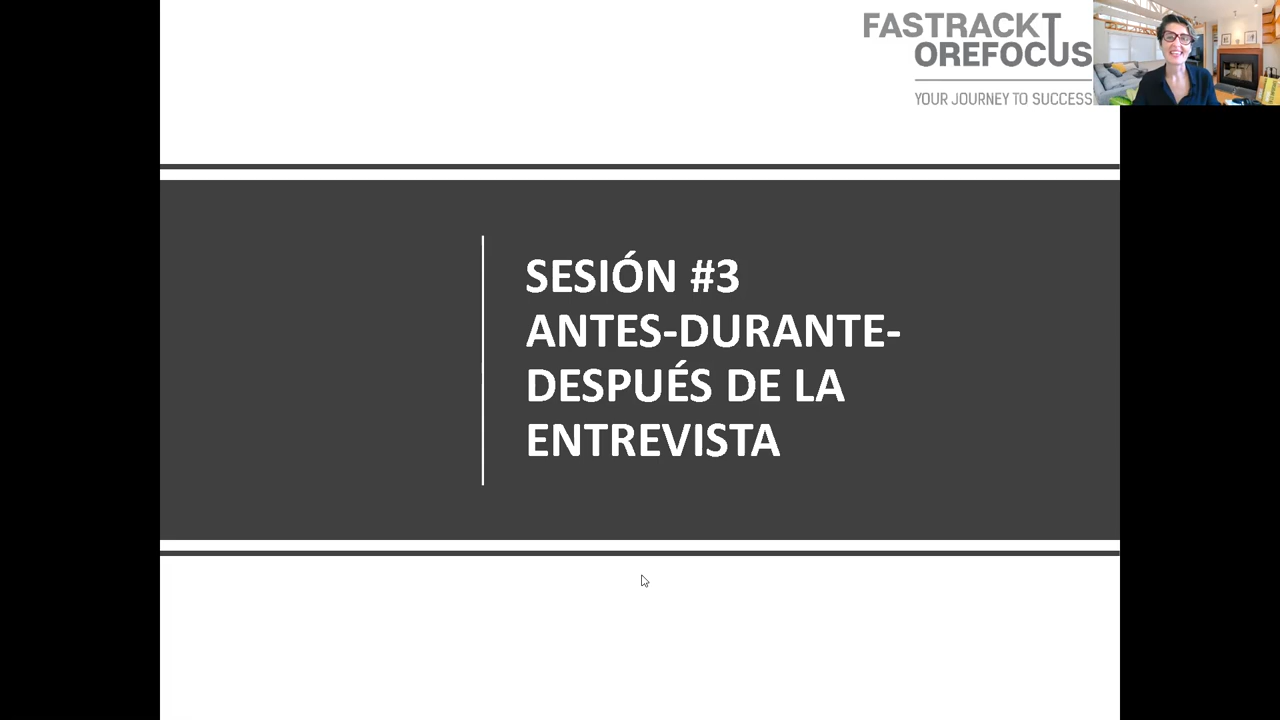 FASTRACKT
OREFOCUS
YOUR JOURNEY TO SUCCESS
SESIÓN #3
ANTES-DURANTE-
DESPUÉS DE LA
ENTREVISTA